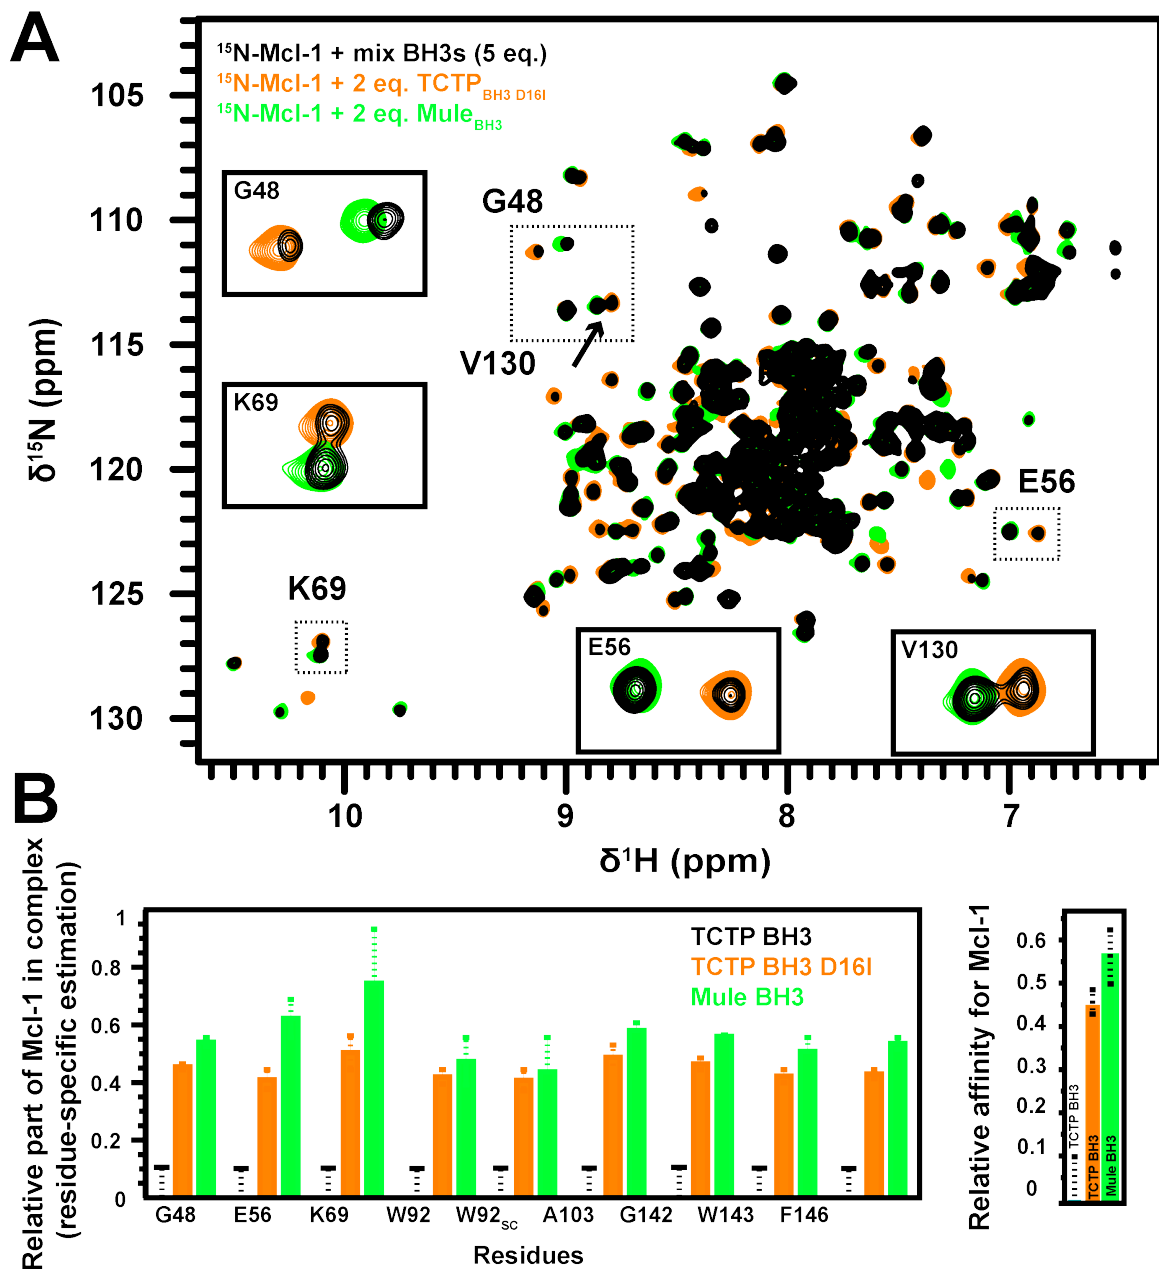 A
¹⁵N-Mcl-1 + mix BH3s (5 eq.)
¹⁵N-Mcl-1 + 2 eq. TCTP BH3 D16I
¹⁵N-Mcl-1 + 2 eq. Mule BH3
105
110
115
120
125
130
δ¹⁵N (ppm)
G48
K69
G48
V130
E56
K69
E56
V130
10
9
8
7
δ¹H (ppm)
B
Relative part of Mcl-1 in complex
(residue-specific estimation)
1
0.8
0.6
0.4
0.2
0
TCTP BH3
TCTP BH3 D16I
Mule BH3
G48 E56 K69 W92 W92SC A103 G142 W143 F146
Residues
Relative affinity for Mcl-1
0.6
0.5
0.4
0.3
0.2
0.1
0
TCTP BH3
TCTP BH3
Mule BH3